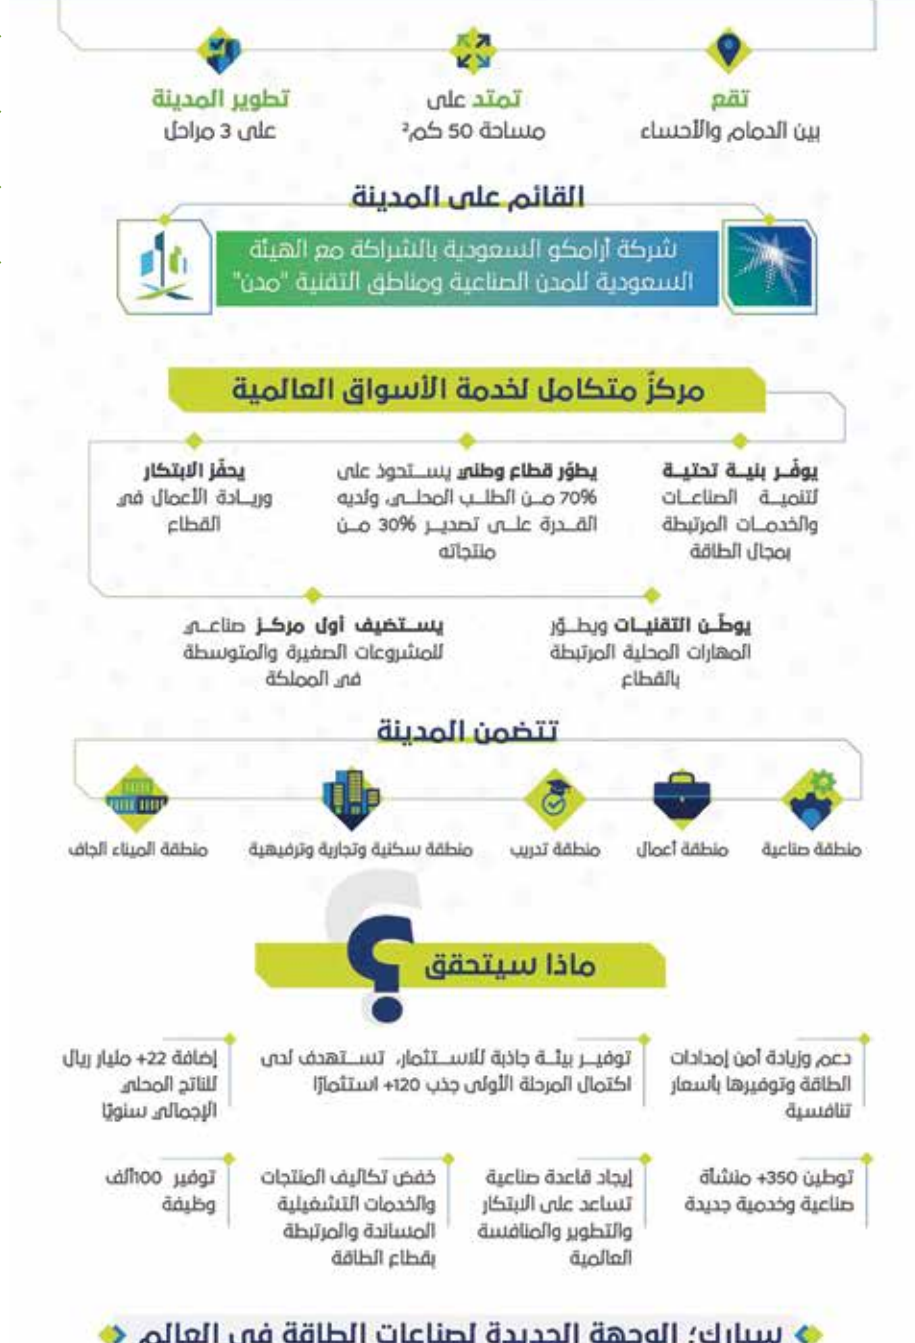 تقع
بين الدمام والأحساء
تمتد على
مساحة 50 كم²
تطوير المدينة
على 3 مراحل
القائم على المدينة
شركة أرامكو السعودية بالشراكة مع الهيئة
السعودية للمدن الصناعية ومناطق التقنية "مدن"
مركزٌ متكامل لخدمة الأسواق العالمية
يوفّر بنية تحتية
لتنمية الصناعات
والخدمات المرتبطة
بمجال الطاقة
يطوّر قطاع وطني يستحوذ على
70% من الطلب المحلي ولديه
القدرة على تصدير 30% من
منتجاته
يحفّز الابتكار
وريادة الأعمال في
القطاع
يوطّن التقنيات ويطوّر
المهارات المحلية المرتبطة
بالقطاع
يستضيف أول مركز صناعي
للمشروعات الصغيرة والمتوسطة
في المملكة
تتضمن المدينة
منطقة صناعية
منطقة أعمال
منطقة تدريب
منطقة سكنية وتجارية وترفيهية
منطقة الميناء الجاف
ماذا سيتحقق ؟
دعم وزيادة أمن إمدادات
الطاقة وتوفيرها بأسعار
تنافسية
توفير بيئة جاذبة للاستثمار، تستهدف لدى
اكتمال المرحلة الأولى جذب 120+ استثمارًا
إضافة 22+ مليار ريال
للناتج المحلي
الإجمالي سنويًا
توطين 350+ منشأة
صناعية وخدمية جديدة
إيجاد قاعدة صناعية
تساعد على الابتكار
والتطوير والمنافسة
العالمية
خفض تكاليف المنتجات
والخدمات التشغيلية
المساندة والمرتبطة
بقطاع الطاقة
توفير 100ألف
وظيفة
سبارك؛ الوجهة الجديدة لصناعات الطاقة في العالم